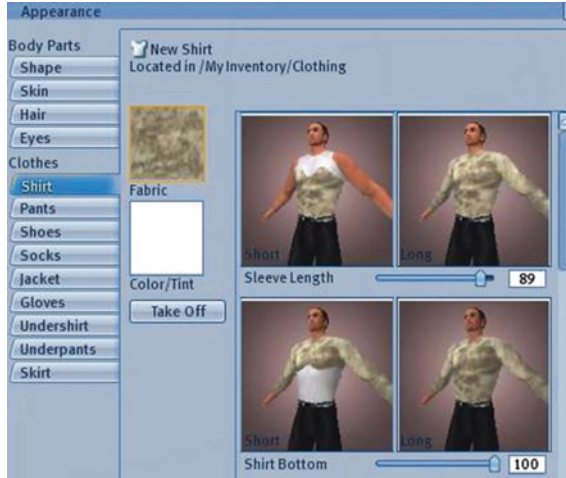 Appearance
Body Parts
Shape
Skin
Hair
Eyes
Clothes
Shirt
Pants
Shoes
Socks
Jacket
Gloves
Undershirt
Underpants
Skirt
New Shirt
Located in /My Inventory/Clothing
Fabric
Color/Tint
Take Off
Short
Long
Sleeve Length 89
Short
Long
Shirt Bottom 100